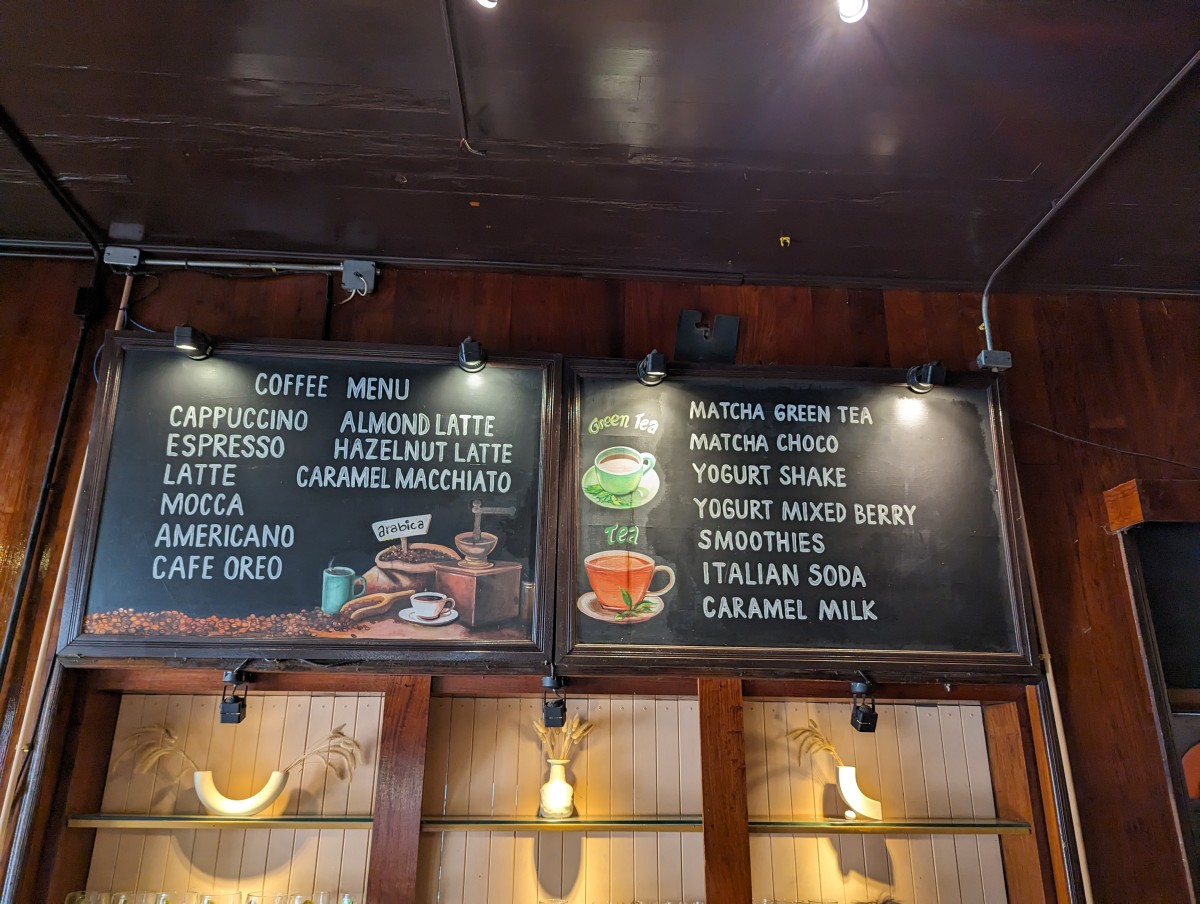 COFFEE MENU
CAPPUCCINO
ESPRESSO
LATTE
MOCCA
AMERICANO
CAFE OREO
ALMOND LATTE
HAZELNUT LATTE
CARAMEL MACCHIATO
arabica
Green Tea
Tea
MATCHA GREEN TEA
MATCHA CHOCO
YOGURT SHAKE
YOGURT MIXED BERRY
SMOOTHIES
ITALIAN SODA
CARAMEL MILK